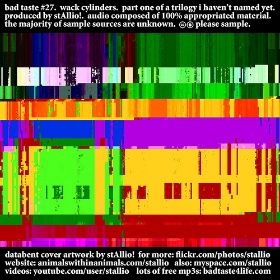 bad taste #27. wack cylinders. part one of a trilogy i haven't named yet.
produced by stAllio!. audio composed of 100% appropriated material.
the majority of sample sources are unknown. please sample.
databent cover artwork by stAllio! for more: flickr.com/photos/stallio
website: animalswithinanimals.com/stallio also: myspace.com/stallio
videos: youtube.com/user/stallio lots of free mp3s: badtaste4life.com